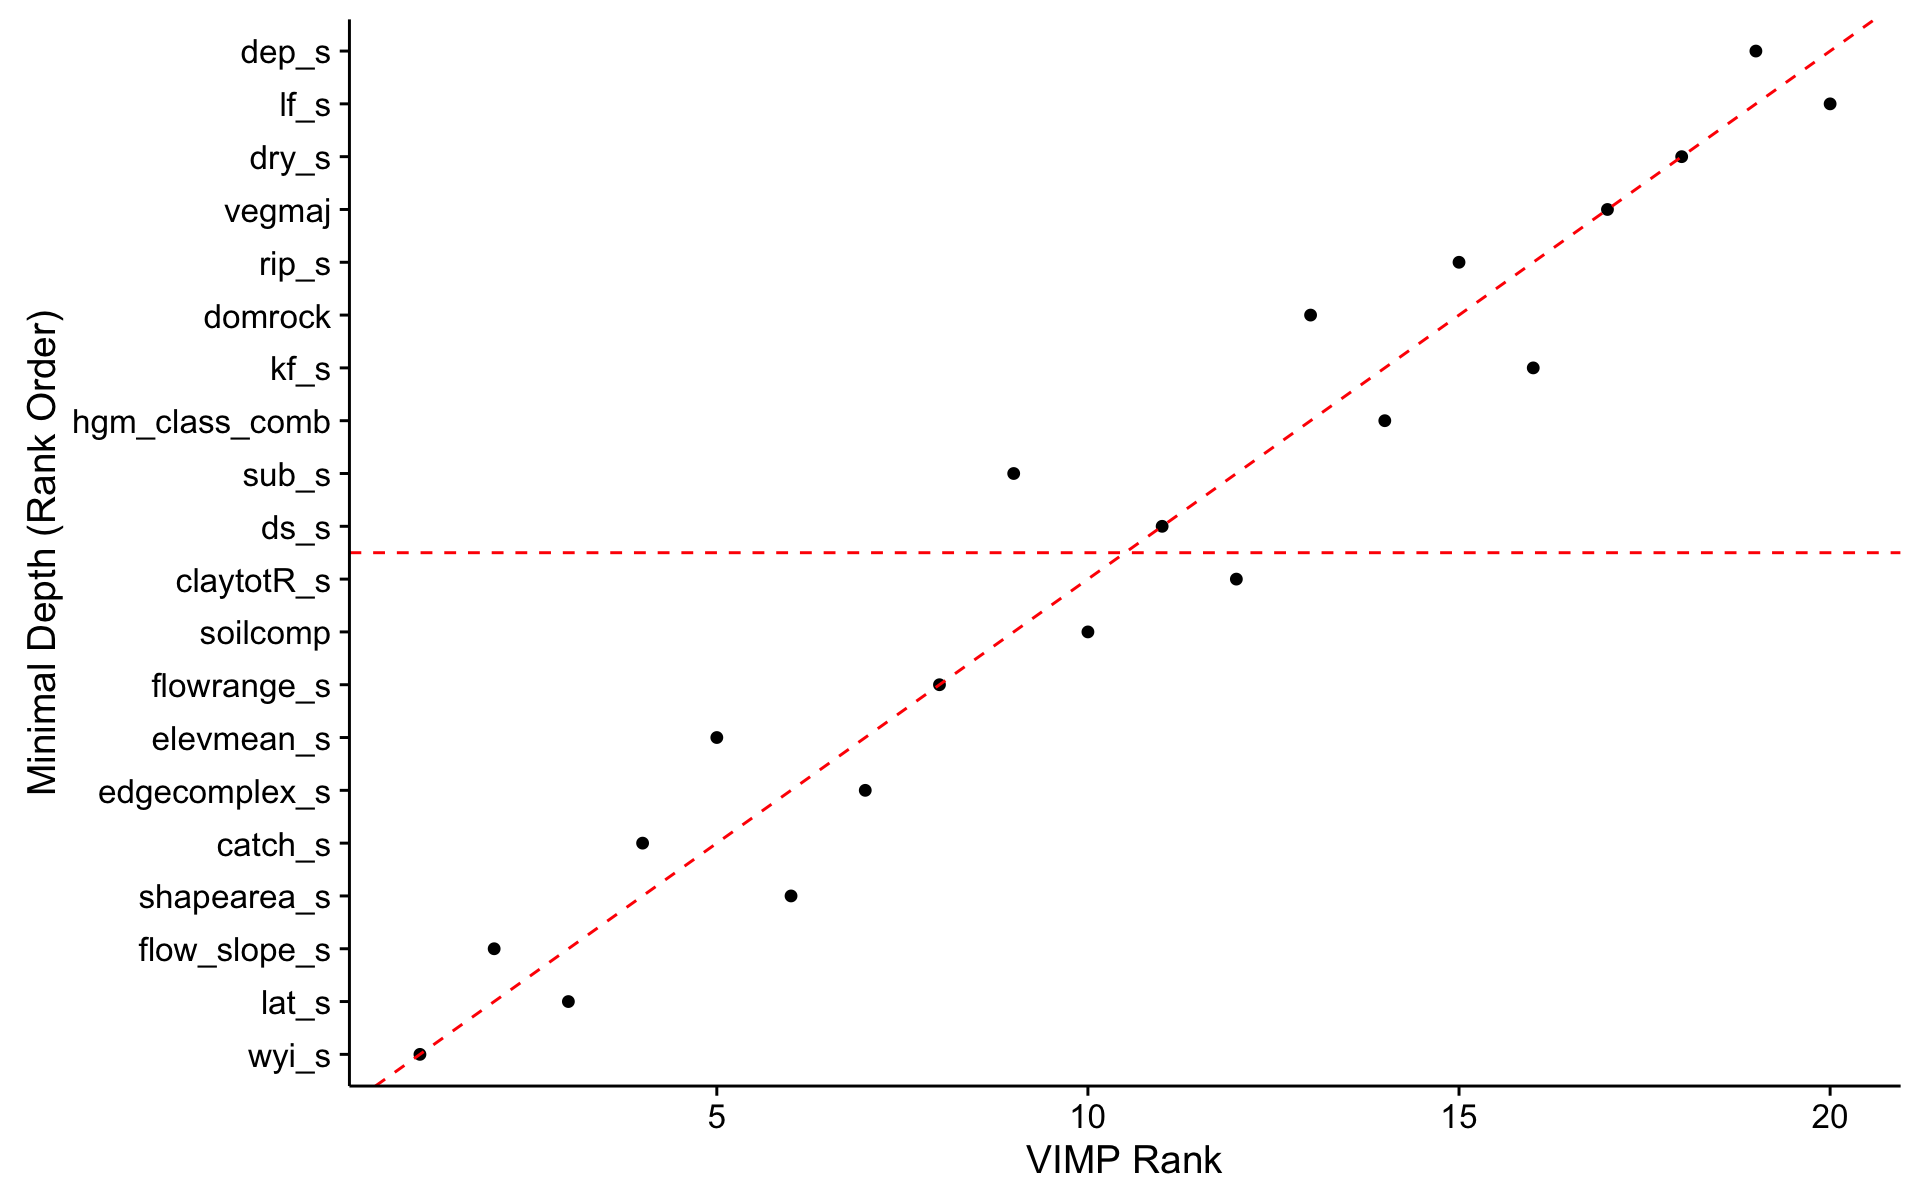 Minimal Depth (Rank Order)
dep_s
lf_s
dry_s
vegmaj
rip_s
domrock
kf_s
hgm_class_comb
sub_s
ds_s
claytotR_s
soilcomp
flowrange_s
elevmean_s
edgecomplex_s
catch_s
shapearea_s
flow_slope_s
lat_s
wyi_s
5 10 15 20
VIMP Rank